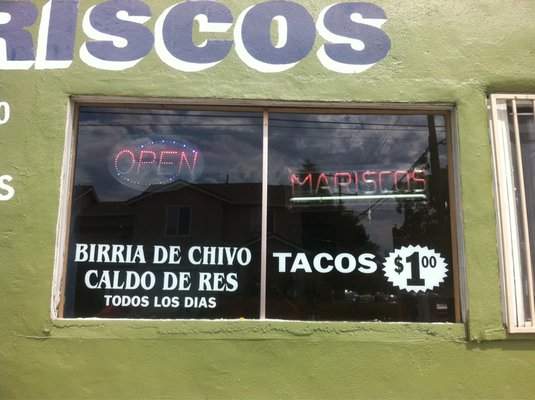 RISCOS
OPEN
MARISCOS
BIRRIA DE CHIVO
CALDO DE RES
TODOS LOS DIAS
TACOS $1.00